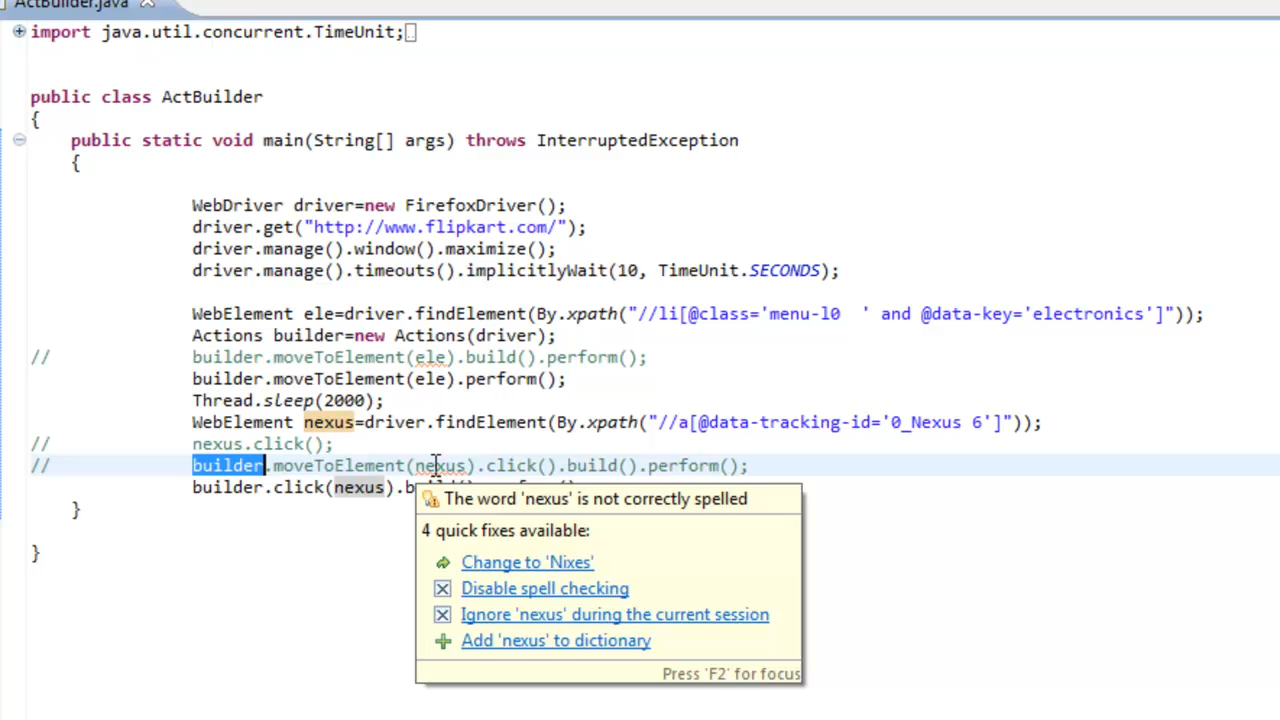 ActBuilder.java
import java.util.concurrent.TimeUnit;
public class ActBuilder
{
public static void main(String[] args) throws InterruptedException
{
WebDriver driver=new FirefoxDriver();
driver.get("http://www.flipkart.com/");
driver.manage().window().maximize();
driver.manage().timeouts().implicitlyWait(10, TimeUnit.SECONDS);
WebElement ele=driver.findElement(By.xpath("//li[@class='menu-l0  ' and @data-key='electronics']"));
Actions builder=new Actions(driver);
// builder.moveToElement(ele).build().perform();
builder.moveToElement(ele).perform();
Thread.sleep(2000);
WebElement nexus=driver.findElement(By.xpath("//a[@data-tracking-id='0_Nexus 6']"));
// nexus.click();
// builder.moveToElement(nexus).click().build().perform();
builder.click(nexus).
}
}
The word 'nexus' is not correctly spelled
4 quick fixes available:
Change to 'Nixes'
Disable spell checking
Ignore 'nexus' during the current session
Add 'nexus' to dictionary
Press 'F2' for focus